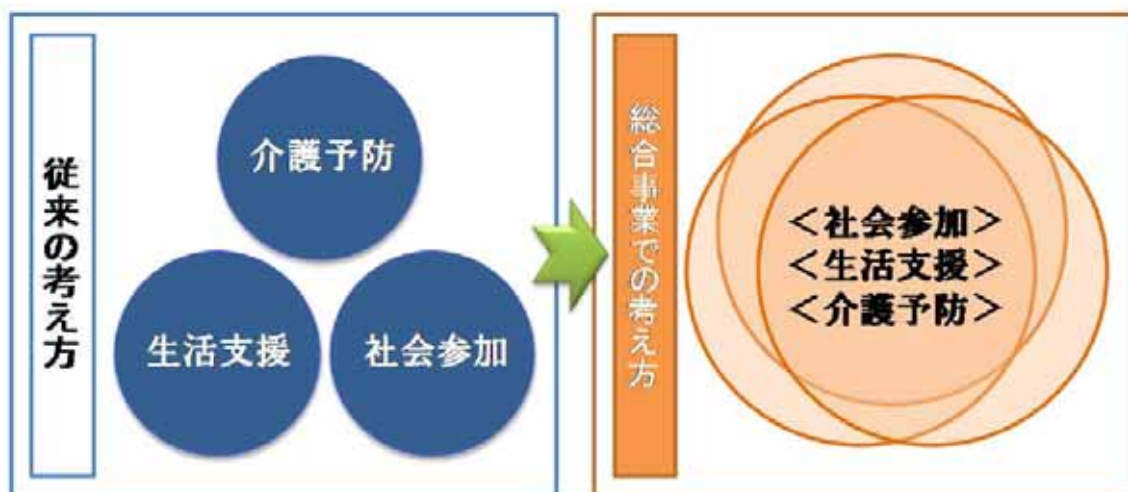 従来の考え方
介護予防
生活支援
社会参加
総合事業での考え方
＜社会参加＞
＜生活支援＞
＜介護予防＞